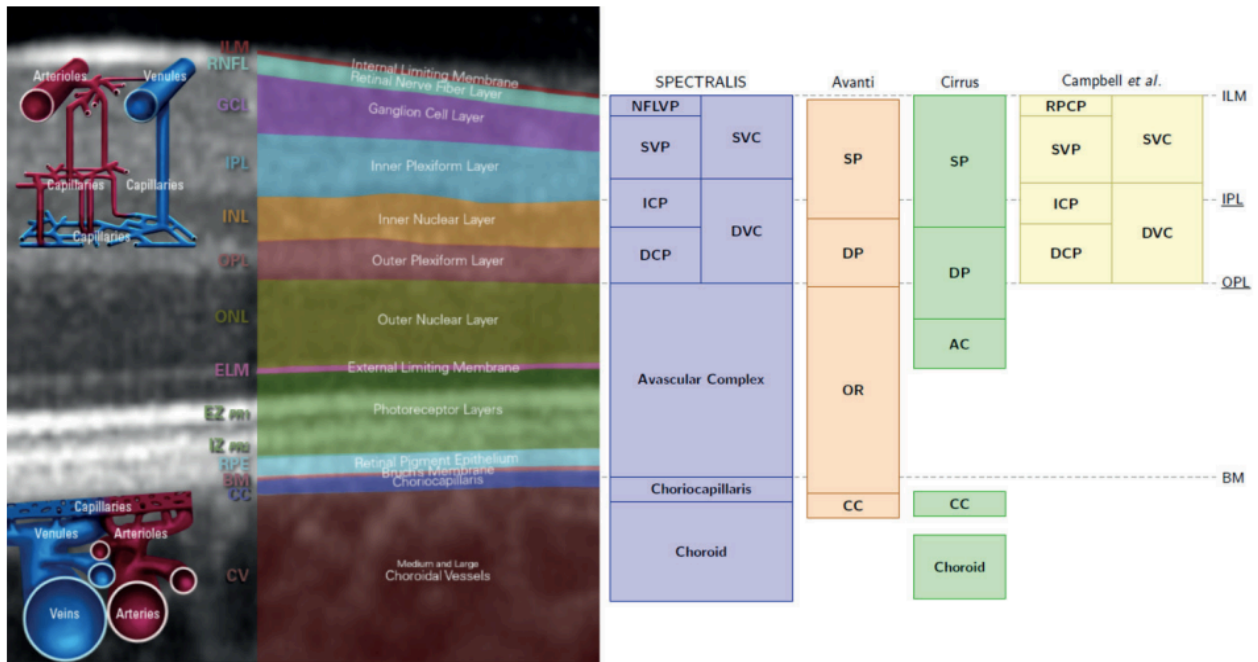 ILM
RNFL
GCL
IPL
INL
OPL
ONL
ELM
EZ PR1
IZ PR2
RPE
BM
CC
CV
Arterioles
Venules
Capillaries
Capillaries
Capillaries
Capillaries
Venules
Arterioles
Veins
Arteries
Internal Limiting Membrane
Retinal Nerve Fiber Layer
Ganglion Cell Layer
Inner Plexiform Layer
Inner Nuclear Layer
Outer Plexiform Layer
Outer Nuclear Layer
External Limiting Membrane
Photoreceptor Layers
Retinal Pigment Epithelium
Bruch's Membrane
Choriocapillaris
Medium and Large
Choroidal Vessels
SPECTRALIS
NFLVP
SVP
SVC
ICP
DCP
DVC
Avascular Complex
Choriocapillaris
Choroid
Avanti
SP
DP
OR
CC
Cirrus
SP
DP
AC
CC
Choroid
Campbell et al.
RPCP
SVP
SVC
ICP
DCP
DVC
ILM
IPL
OPL
BM